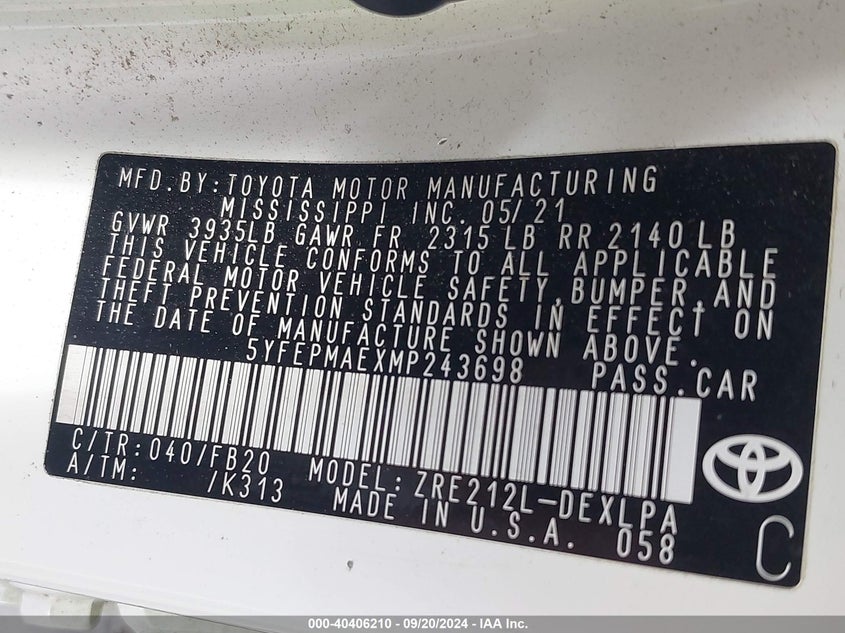 MFD.BY:TOYOTA MOTOR MANUFACTURING
MISSISSIPPI INC. 05/21
GVWR 3935LB GAWR FR 2315 LB RR 2140 LB
THIS VEHICLE CONFORMS TO ALL APPLICABLE
FEDERAL MOTOR VEHICLE SAFETY, BUMPER, AND
THEFT PREVENTION STANDARDS IN EFFECT ON
THE DATE OF MANUFACTURE SHOWN ABOVE.
5YFEPMAEXMP243698 PASS.CAR
C/TR:040/FB20 MODEL:ZRE212L-DEXLPA
A/TM: /K313 MADE IN U.S.A. 058
C
000-40406210 - 09/20/2024 - IAA Inc.